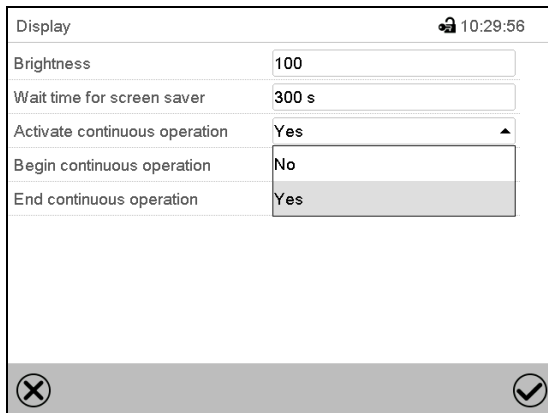 Display 10:29:56
Brightness 100
Wait time for screen saver 300 s
Activate continuous operation Yes
Begin continuous operation No
End continuous operation Yes